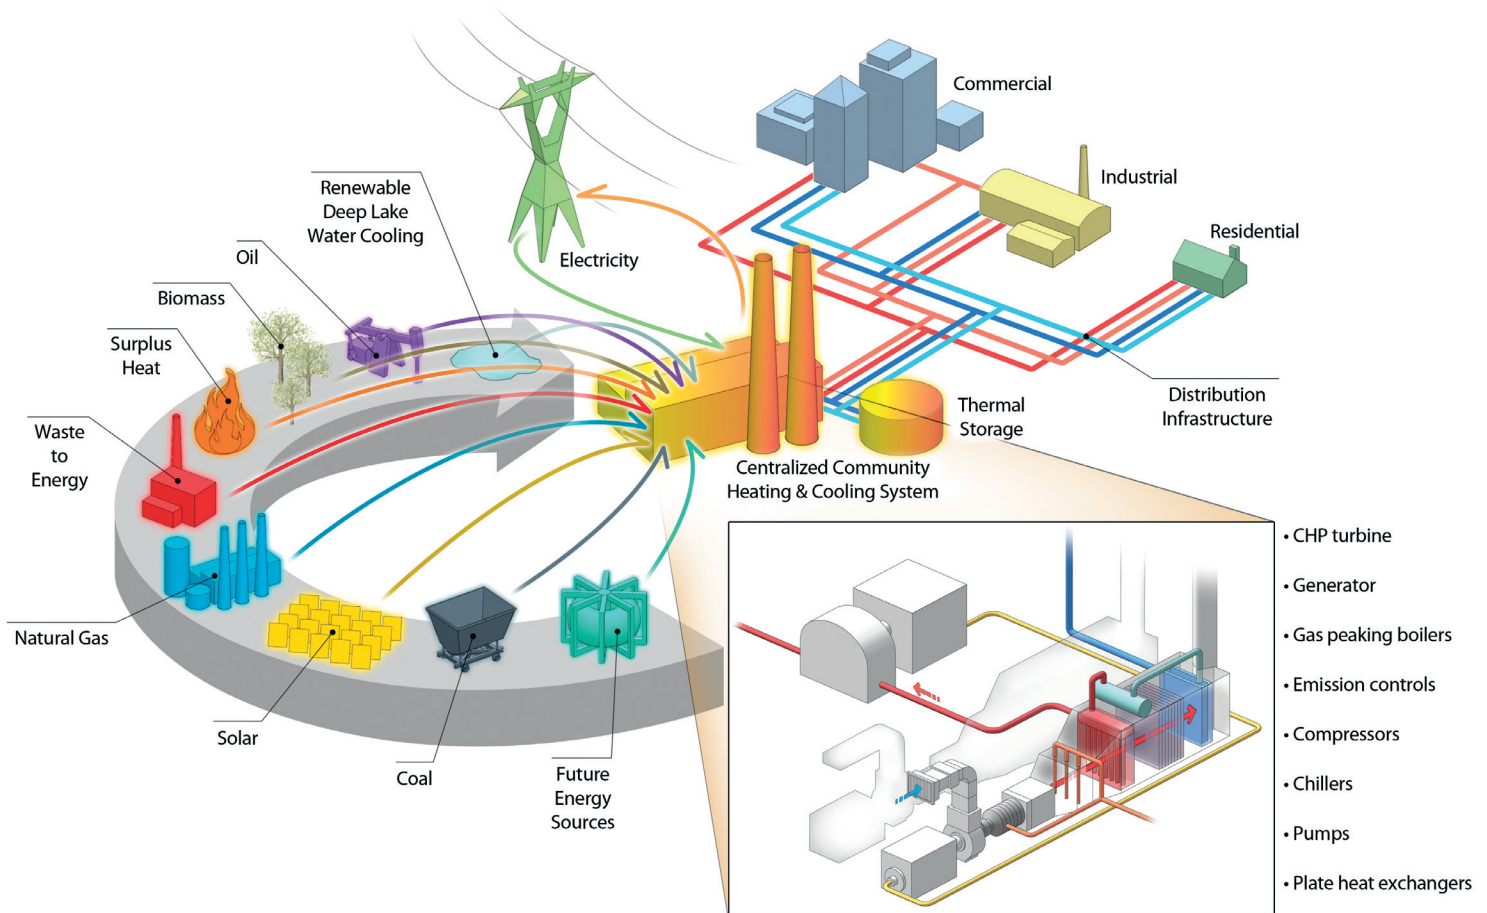 Commercial
Industrial
Residential
Renewable
Deep Lake
Water Cooling
Oil
Electricity
Biomass
Surplus
Heat
Waste
to
Energy
Distribution
Infrastructure
Thermal
Storage
Centralized Community
Heating & Cooling System
Natural Gas
Solar
Coal
Future
Energy
Sources
• CHP turbine
• Generator
• Gas peaking boilers
• Emission controls
• Compressors
• Chillers
• Pumps
• Plate heat exchangers